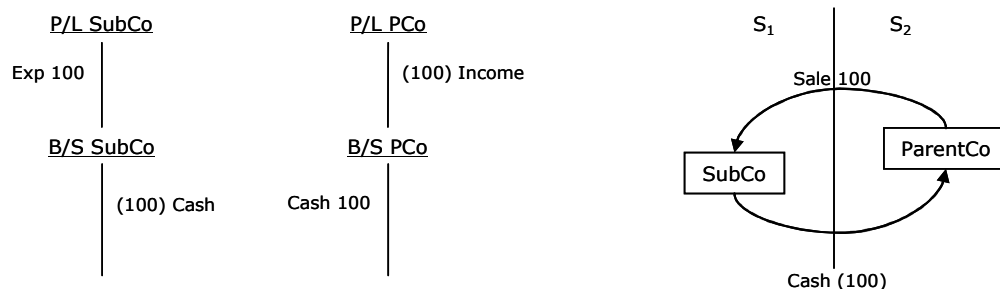 P/L SubCo
Exp 100
B/S SubCo
(100) Cash
P/L PCo
(100) Income
B/S PCo
Cash 100
S₁
S₂
Sale 100
SubCo
ParentCo
Cash (100)